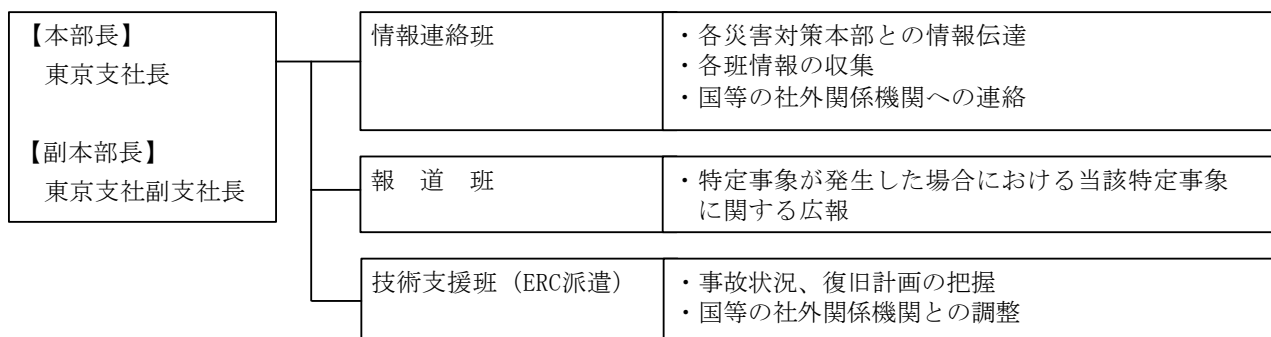 【本部長】
東京支社長
【副本部長】
東京支社副支社長
情報連絡班
・各災害対策本部との情報伝達
・各班情報の収集
・国等の社外関係機関への連絡
報　道　班
・特定事象が発生した場合における当該特定事象
に関する広報
技術支援班（ERC派遣）
・事故状況、復旧計画の把握
・国等の社外関係機関との調整